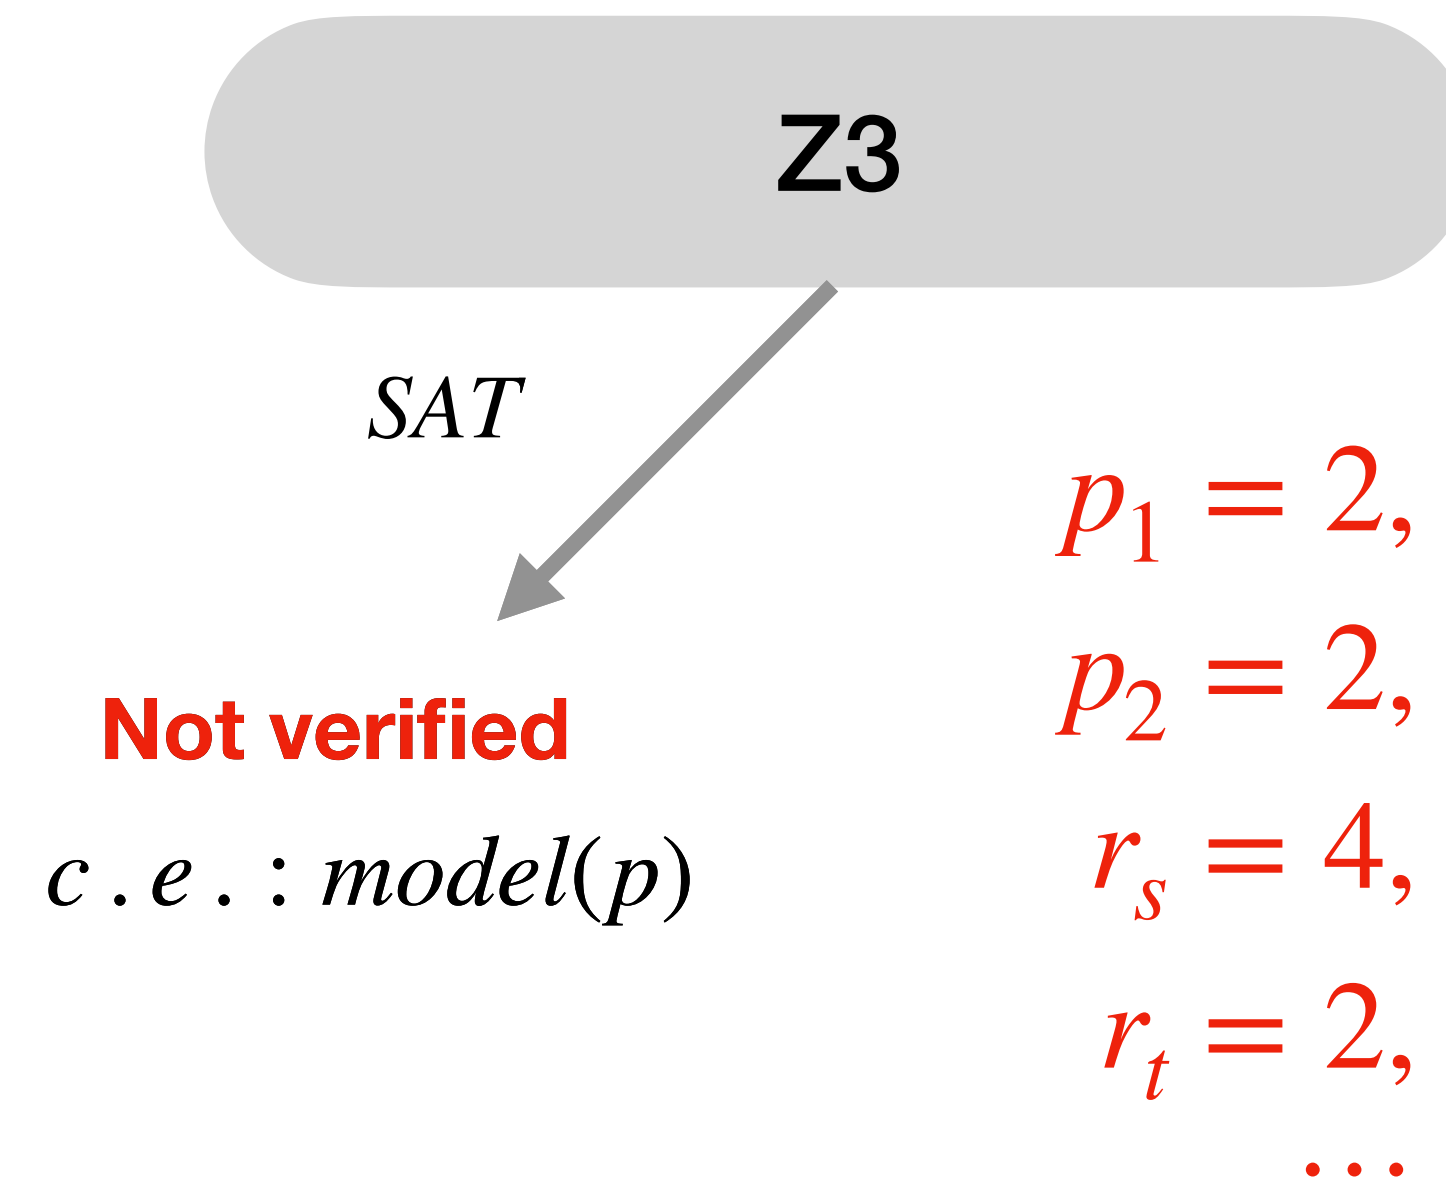 Z3
SAT
Not verified
c . e . : model(p)
p₁ = 2,
p₂ = 2,
rₛ = 4,
rₜ = 2,
…